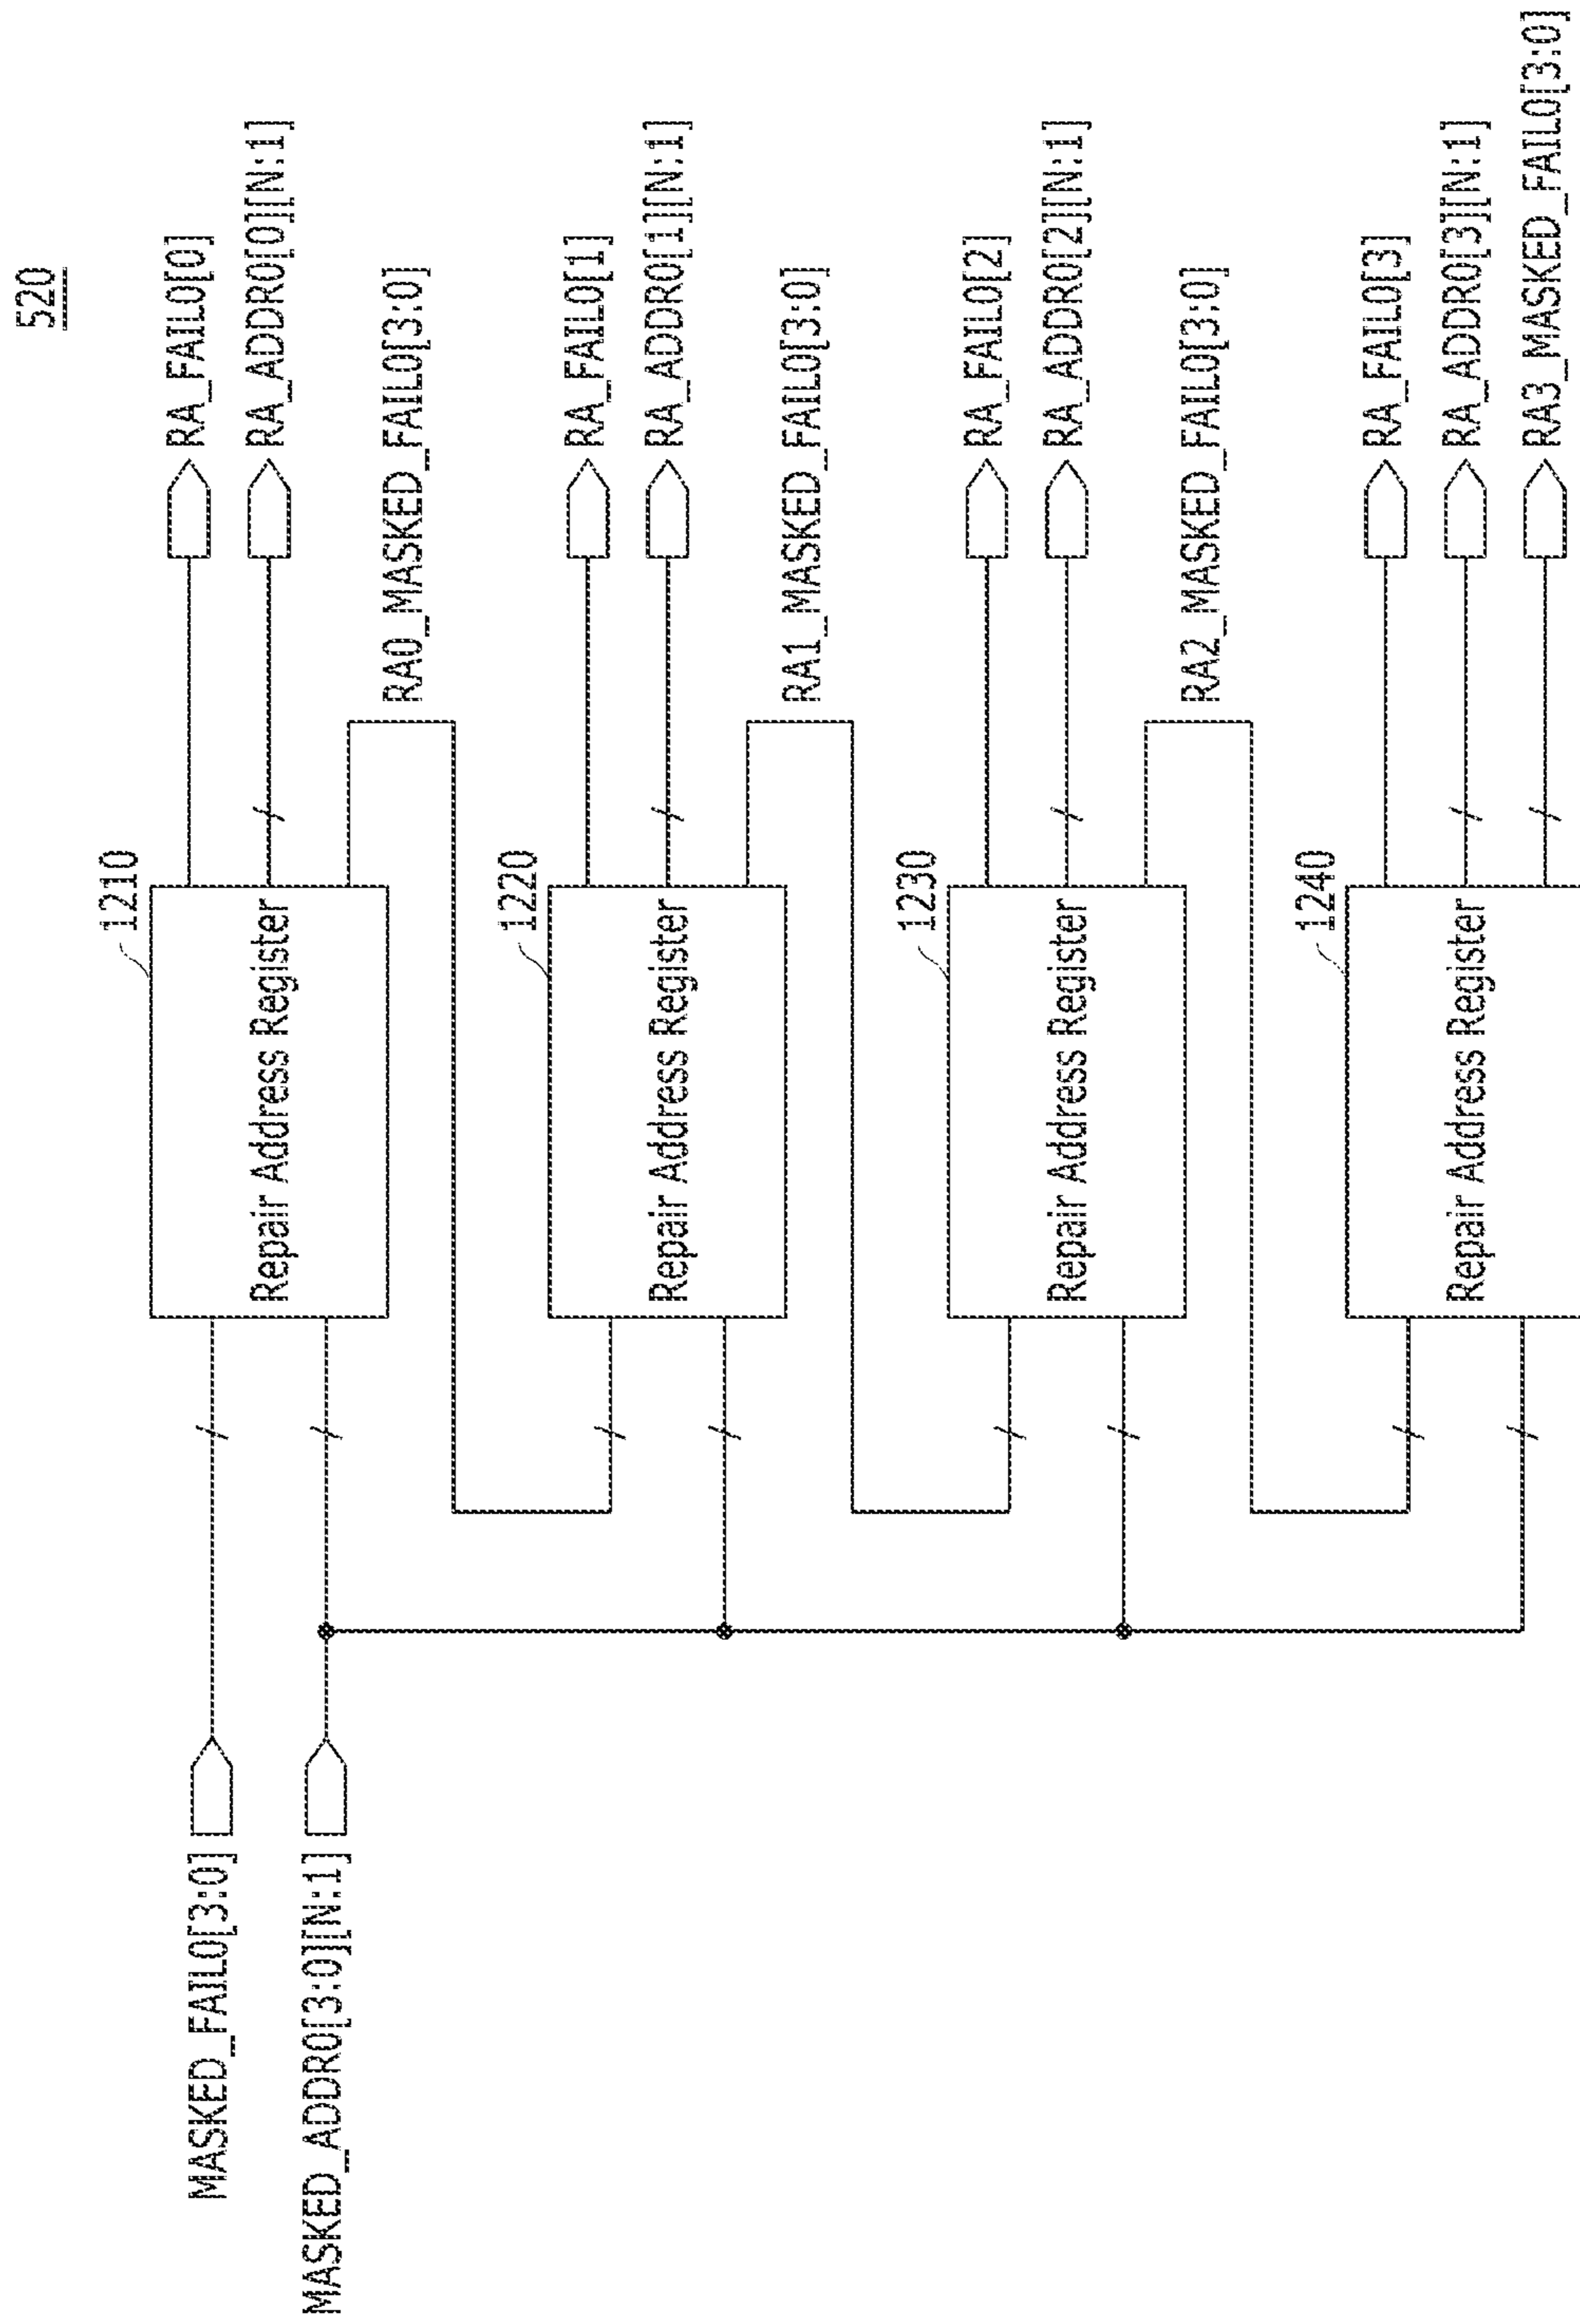 520
MASKED_FAIL0[3:0]
MASKED_ADDR0[3:0][N:1]
1210
Repair Address Register
RA_FAIL0[0]
RA_ADDR0[0][N:1]
RA0_MASKED_FAIL0[3:0]
1220
Repair Address Register
RA_FAIL0[1]
RA_ADDR0[1][N:1]
RA1_MASKED_FAIL0[3:0]
1230
Repair Address Register
RA_FAIL0[2]
RA_ADDR0[2][N:1]
RA2_MASKED_FAIL0[3:0]
1240
Repair Address Register
RA_FAIL0[3]
RA_ADDR0[3][N:1]
RA3_MASKED_FAIL0[3:0]